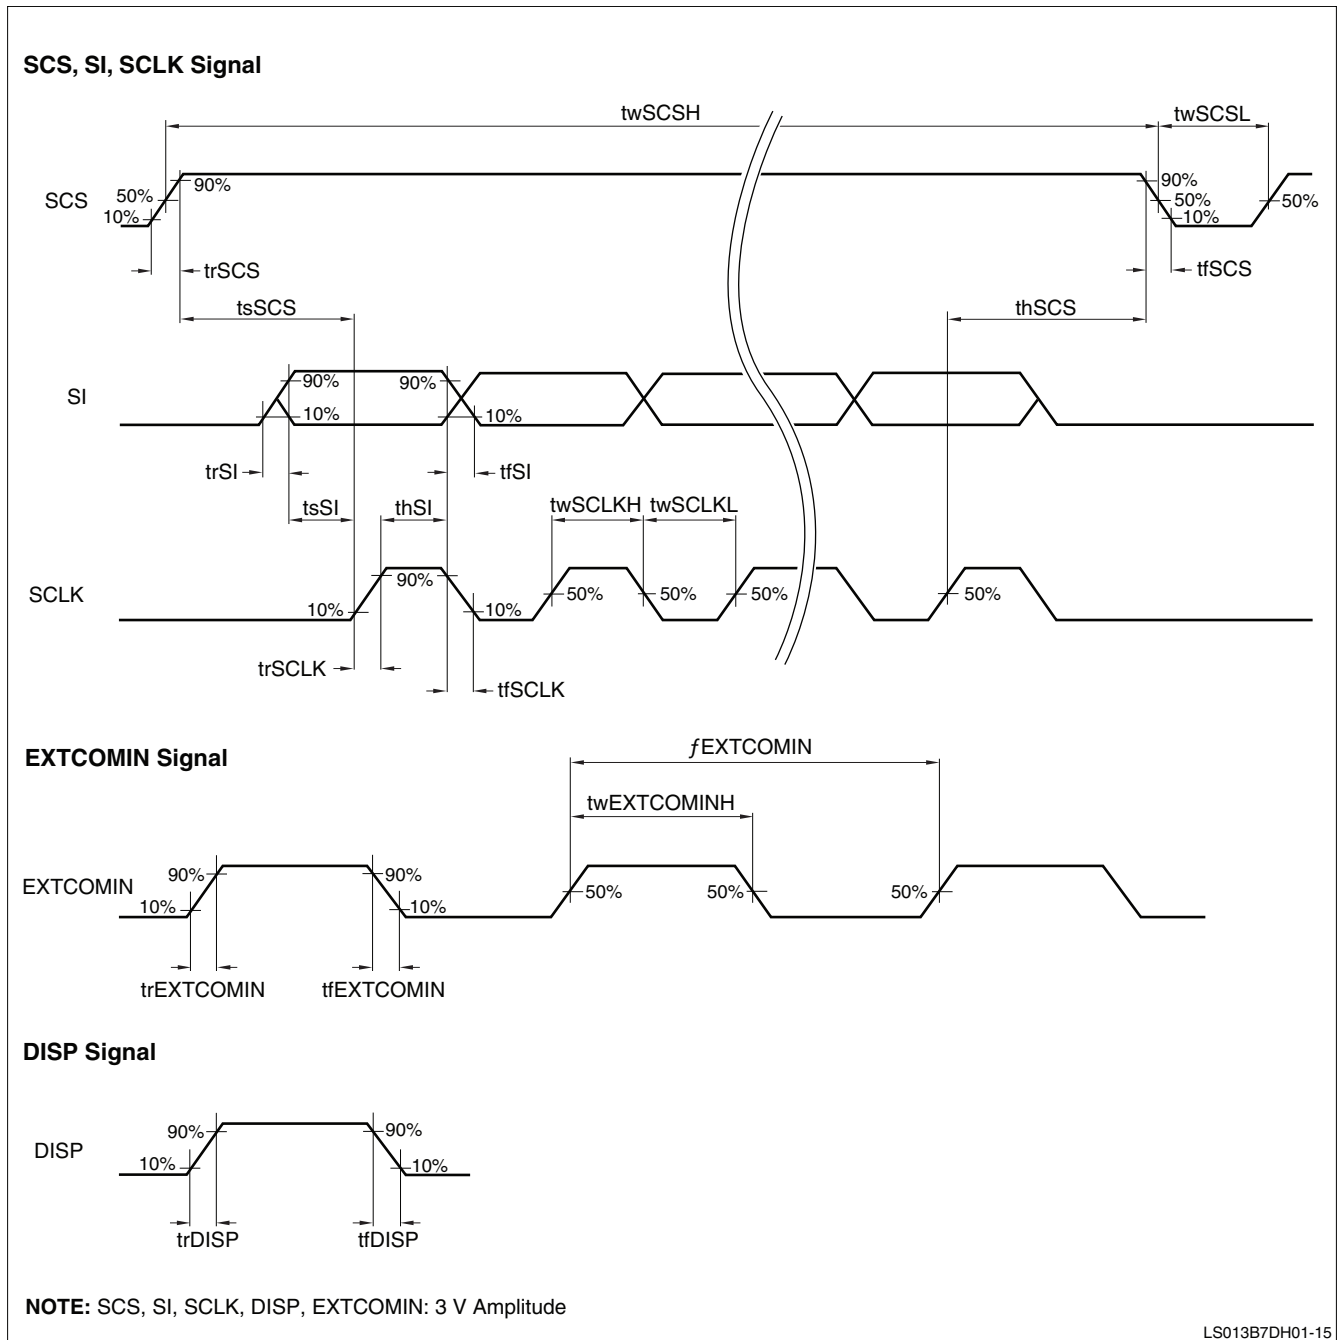 SCS, SI, SCLK Signal
twSCSH
twSCSL
SCS
50%
10%
90%
90%
50%
10%
50%
trSCS
tfSCS
tsSCS
thSCS
SI
90%
10%
90%
10%
trSI
tfSI
tsSI
thSI
twSCLKH
twSCLKL
SCLK
10%
90%
10%
50%
50%
50%
50%
trSCLK
tfSCLK
EXTCOMIN Signal
ƒEXTCOMIN
twEXTCOMINH
EXTCOMIN
90%
10%
90%
10%
50%
50%
50%
trEXTCOMIN
tfEXTCOMIN
DISP Signal
DISP
90%
10%
90%
10%
trDISP
tfDISP
NOTE: SCS, SI, SCLK, DISP, EXTCOMIN: 3 V Amplitude
LS013B7DH01-15